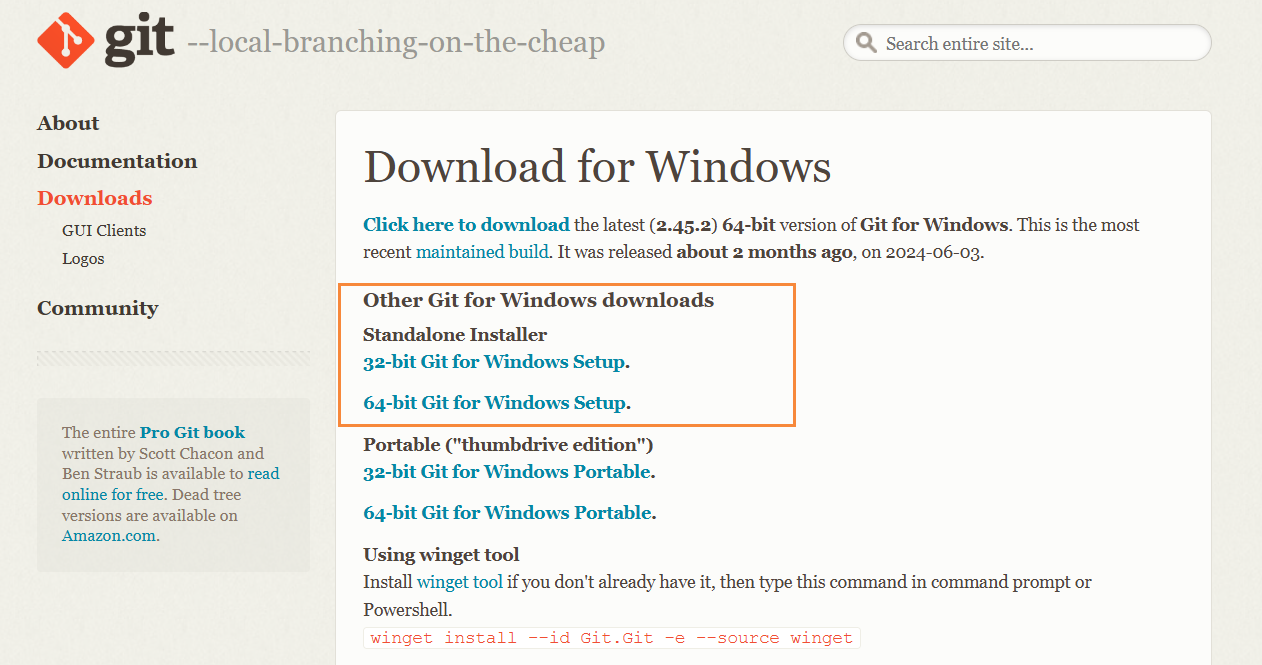 git --local-branching-on-the-cheap
Search entire site...
About
Documentation
Downloads
GUI Clients
Logos
Community
The entire Pro Git book
written by Scott Chacon and
Ben Straub is available to read
online for free. Dead tree
versions are available on
Amazon.com.
Download for Windows
Click here to download the latest (2.45.2) 64-bit version of Git for Windows. This is the most
recent maintained build. It was released about 2 months ago, on 2024-06-03.
Other Git for Windows downloads
Standalone Installer
32-bit Git for Windows Setup.
64-bit Git for Windows Setup.
Portable ("thumbdrive edition")
32-bit Git for Windows Portable.
64-bit Git for Windows Portable.
Using winget tool
Install winget tool if you don't already have it, then type this command in command prompt or
Powershell.
winget install --id Git.Git -e --source winget